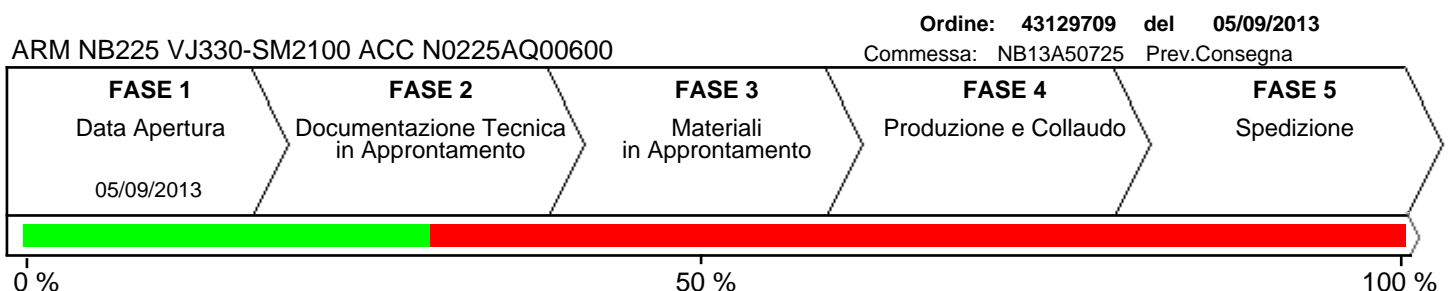 Ordine: 43129709 del 05/09/2013
ARM NB225 VJ330-SM2100 ACC N0225AQ00600
Commessa: NB13A50725 Prev.Consegna
FASE 1
Data Apertura
05/09/2013
FASE 2
Documentazione Tecnica
in Approntamento
FASE 3
Materiali
in Approntamento
FASE 4
Produzione e Collaudo
FASE 5
Spedizione
0 %
50 %
100 %